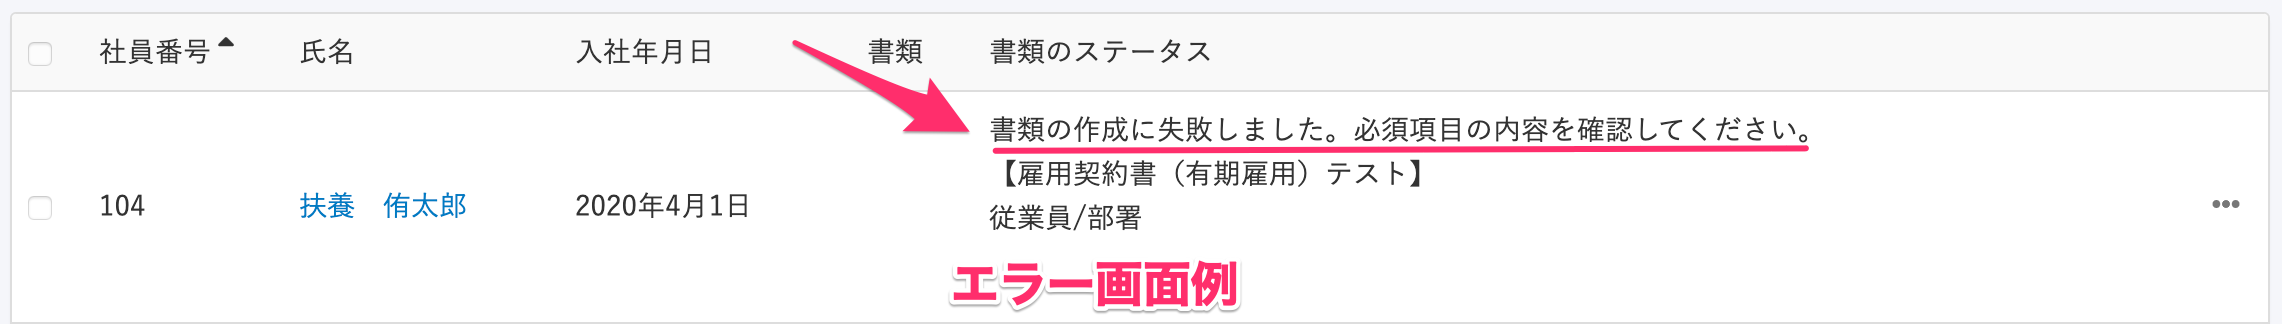 社員番号 氏名 入社年月日 書類 書類のステータス
書類の作成に失敗しました。必須項目の内容を確認してください。
【雇用契約書（有期雇用）テスト】
104 扶養　侑太郎 2020年4月1日
従業員/部署
エラー画面例